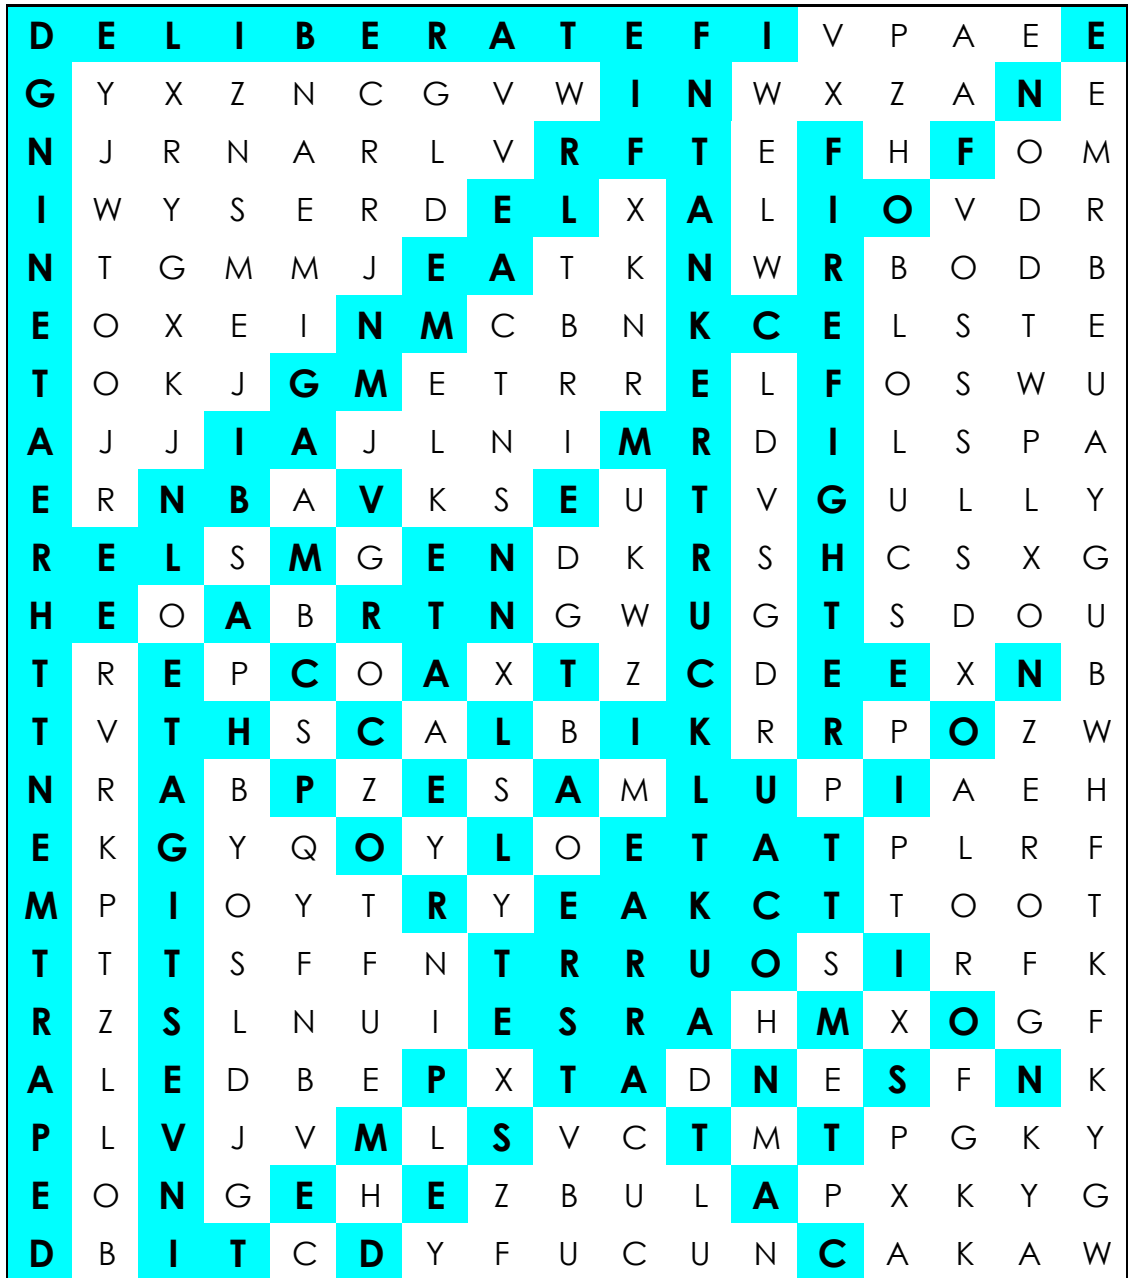 D E L I B E R A T E F I V P A E E
G Y X Z N C G V W I N W X Z A N E
N J R N A R L V R F T E F H F O M
I W Y S E R D E L X A L I O V D R
N T G M M J E A T K N W R B O D B
E O X E I N M C B N K C E L S T E
T O K J G M E T R R E L F O S W U
A J J I A J L N I M R D I L S P A
E R N B A V K S E U T V G U L L Y
R E L S M G E N D K R S H C S X G
H E O A B R T N G W U G T S D O U
T R E P C O A X T Z C D E E X N B
T V T H S C A L B I K R R P O Z W
N R A B P Z E S A M L U P I A E H
E K G Y Q O Y L O E T A T P L R F
M P I O Y T R Y E A K C T T O O T
T T T S F F N T R R U O S I R F K
R Z S L N U I E S R A H M X O G F
A L E D B E P X T A D N E S F N K
P L V J V M L S V C T M T P G K Y
E O N G E H E Z B U L A P X K Y G
D B I T C D Y F U C U N C A K A W